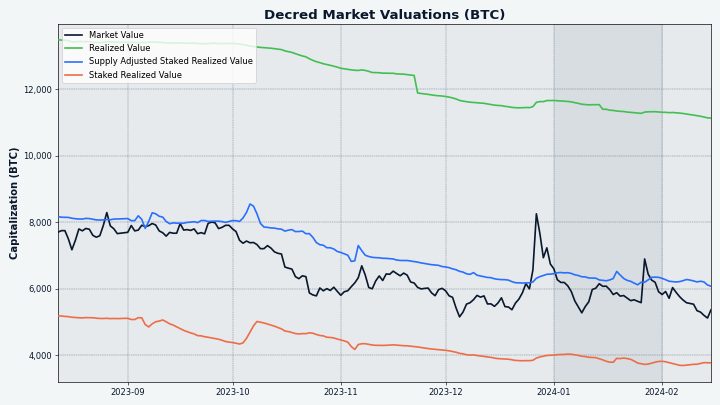 Decred Market Valuations (BTC)
Market Value
Realized Value
Supply Adjusted Staked Realized Value
Staked Realized Value
Capitalization (BTC)
12,000
10,000
8,000
6,000
4,000
2023-09
2023-10
2023-11
2023-12
2024-01
2024-02